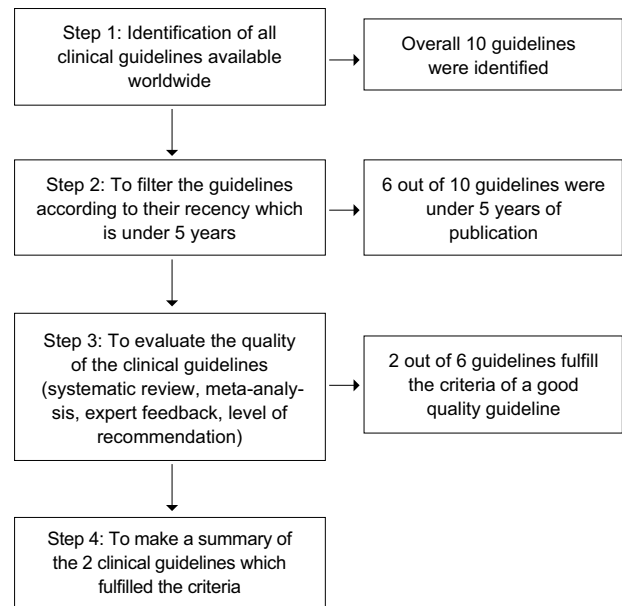 Step 1: Identification of all
clinical guidelines available
worldwide
Overall 10 guidelines
were identified
Step 2: To filter the guidelines
according to their recency which
is under 5 years
6 out of 10 guidelines were
under 5 years of
publication
Step 3: To evaluate the quality
of the clinical guidelines
(systematic review, meta-analy-
sis, expert feedback, level of
recommendation)
2 out of 6 guidelines fulfill
the criteria of a good
quality guideline
Step 4: To make a summary of
the 2 clinical guidelines which
fulfilled the criteria